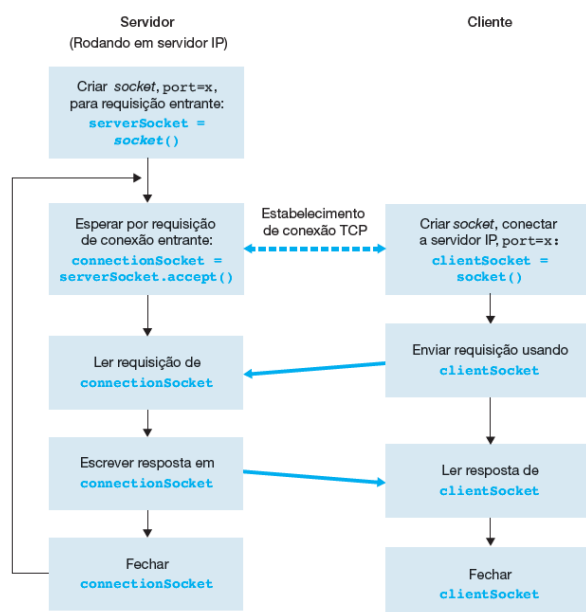 Servidor
(Rodando em servidor IP)
Criar socket, port=x,
para requisição entrante:
serverSocket =
socket()
Esperar por requisição
de conexão entrante:
connectionSocket =
serverSocket.accept()
Ler requisição de
connectionSocket
Escrever resposta em
connectionSocket
Fechar
connectionSocket
Estabelecimento
de conexão TCP
Cliente
Criar socket, conectar
a servidor IP, port=x:
clientSocket =
socket()
Enviar requisição usando
clientSocket
Ler resposta de
clientSocket
Fechar
clientSocket